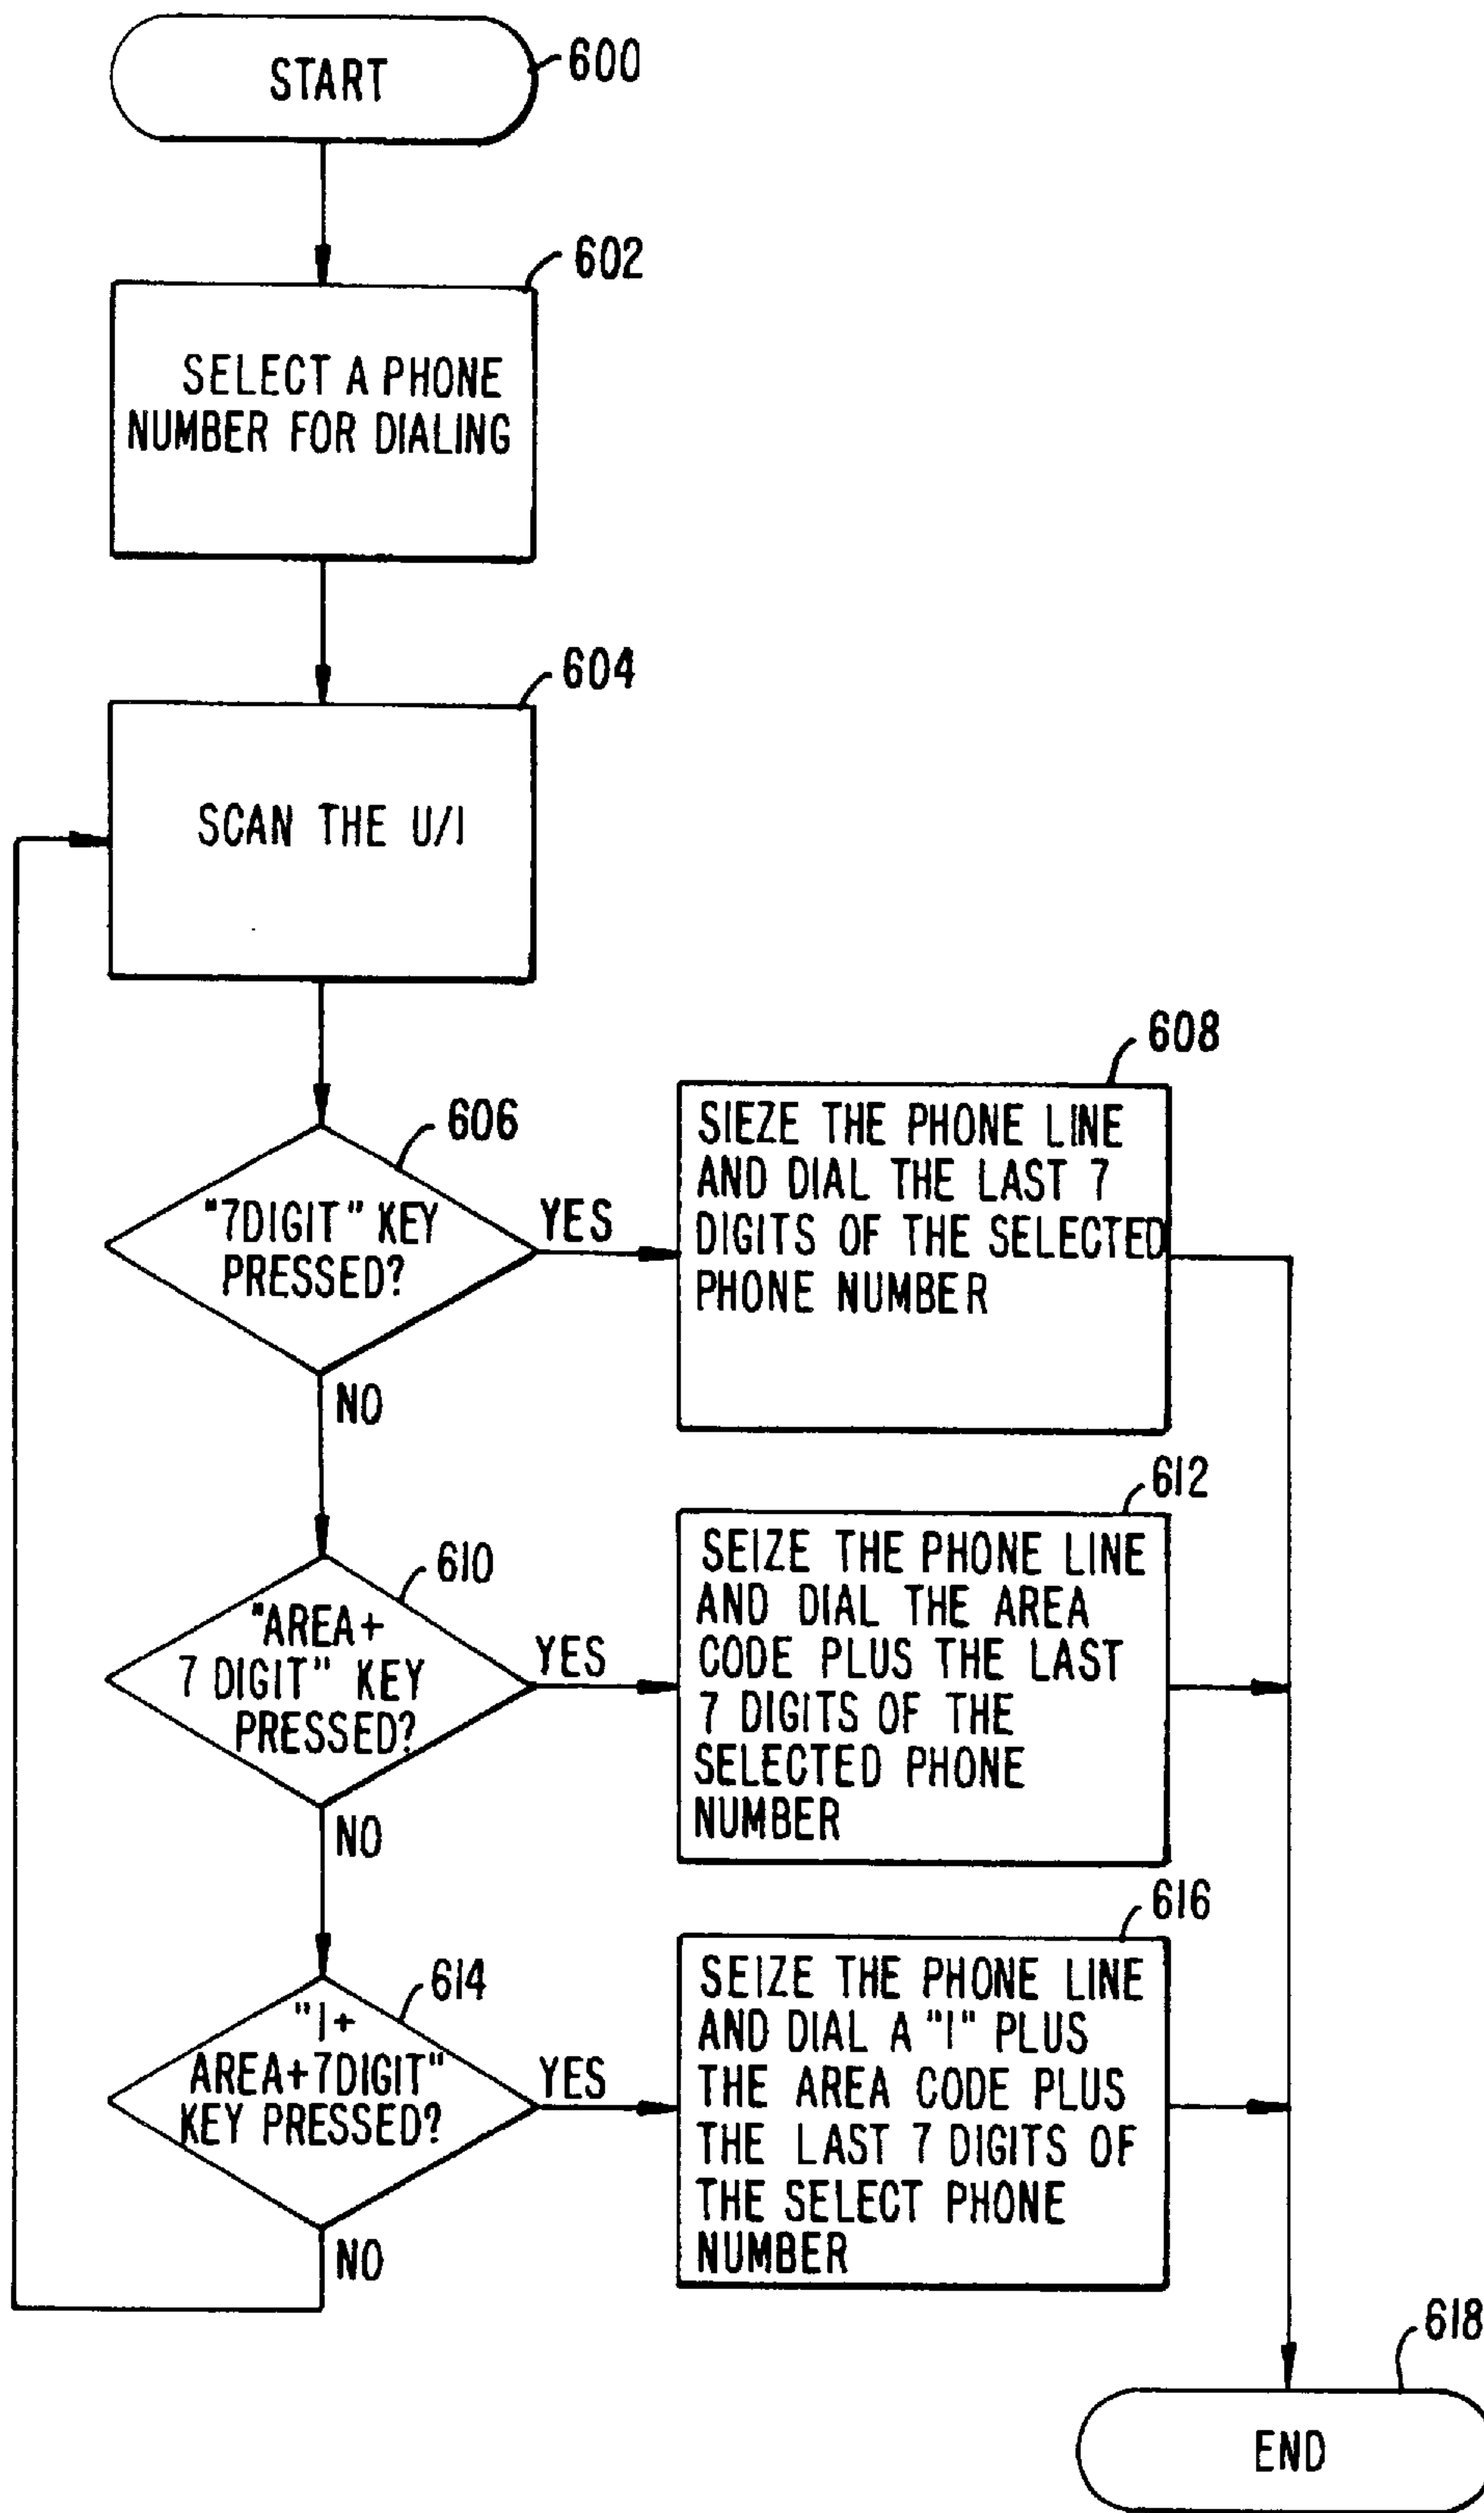 START
600
602
SELECT A PHONE
NUMBER FOR DIALING
604
SCAN THE U/I
606
"7DIGIT" KEY
PRESSED?
YES
NO
608
SIEZE THE PHONE LINE
AND DIAL THE LAST 7
DIGITS OF THE SELECTED
PHONE NUMBER
610
"AREA+
7 DIGIT" KEY
PRESSED?
YES
NO
612
SEIZE THE PHONE LINE
AND DIAL THE AREA
CODE PLUS THE LAST
7 DIGITS OF THE
SELECTED PHONE
NUMBER
614
"1+
AREA+7DIGIT"
KEY PRESSED?
YES
NO
616
SEIZE THE PHONE LINE
AND DIAL A "1" PLUS
THE AREA CODE PLUS
THE LAST 7 DIGITS OF
THE SELECT PHONE
NUMBER
618
END